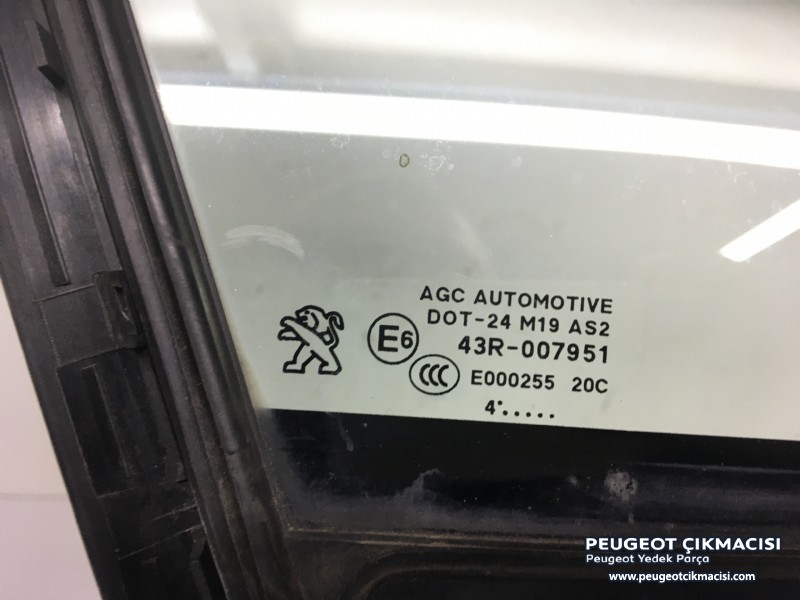 AGC AUTOMOTIVE
DOT-24 M19 AS2
E6 43R-007951
CCC E000255 20C
4'.....
PEUGEOT ÇIKMACISI
Peugeot Yedek Parça
www.peugeotcikmacisi.com